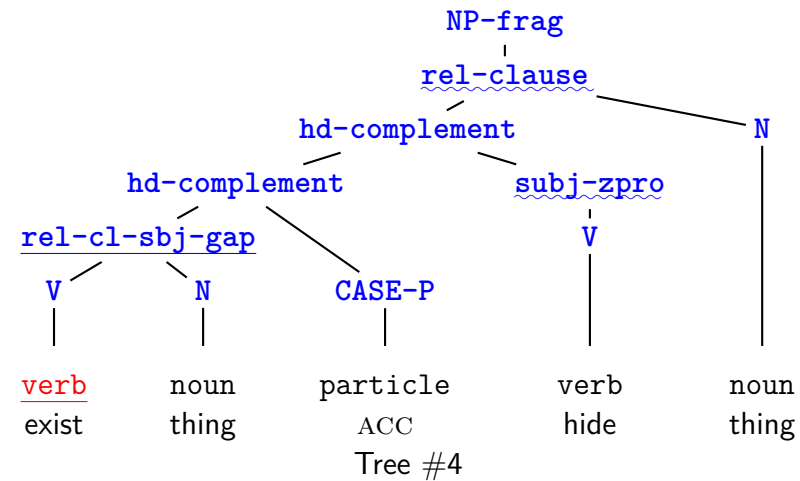 NP-frag
rel-clause
hd-complement N
hd-complement subj-zpro
rel-cl-sbj-gap V
V N CASE-P
verb noun particle verb noun
exist thing ACC hide thing
Tree #4